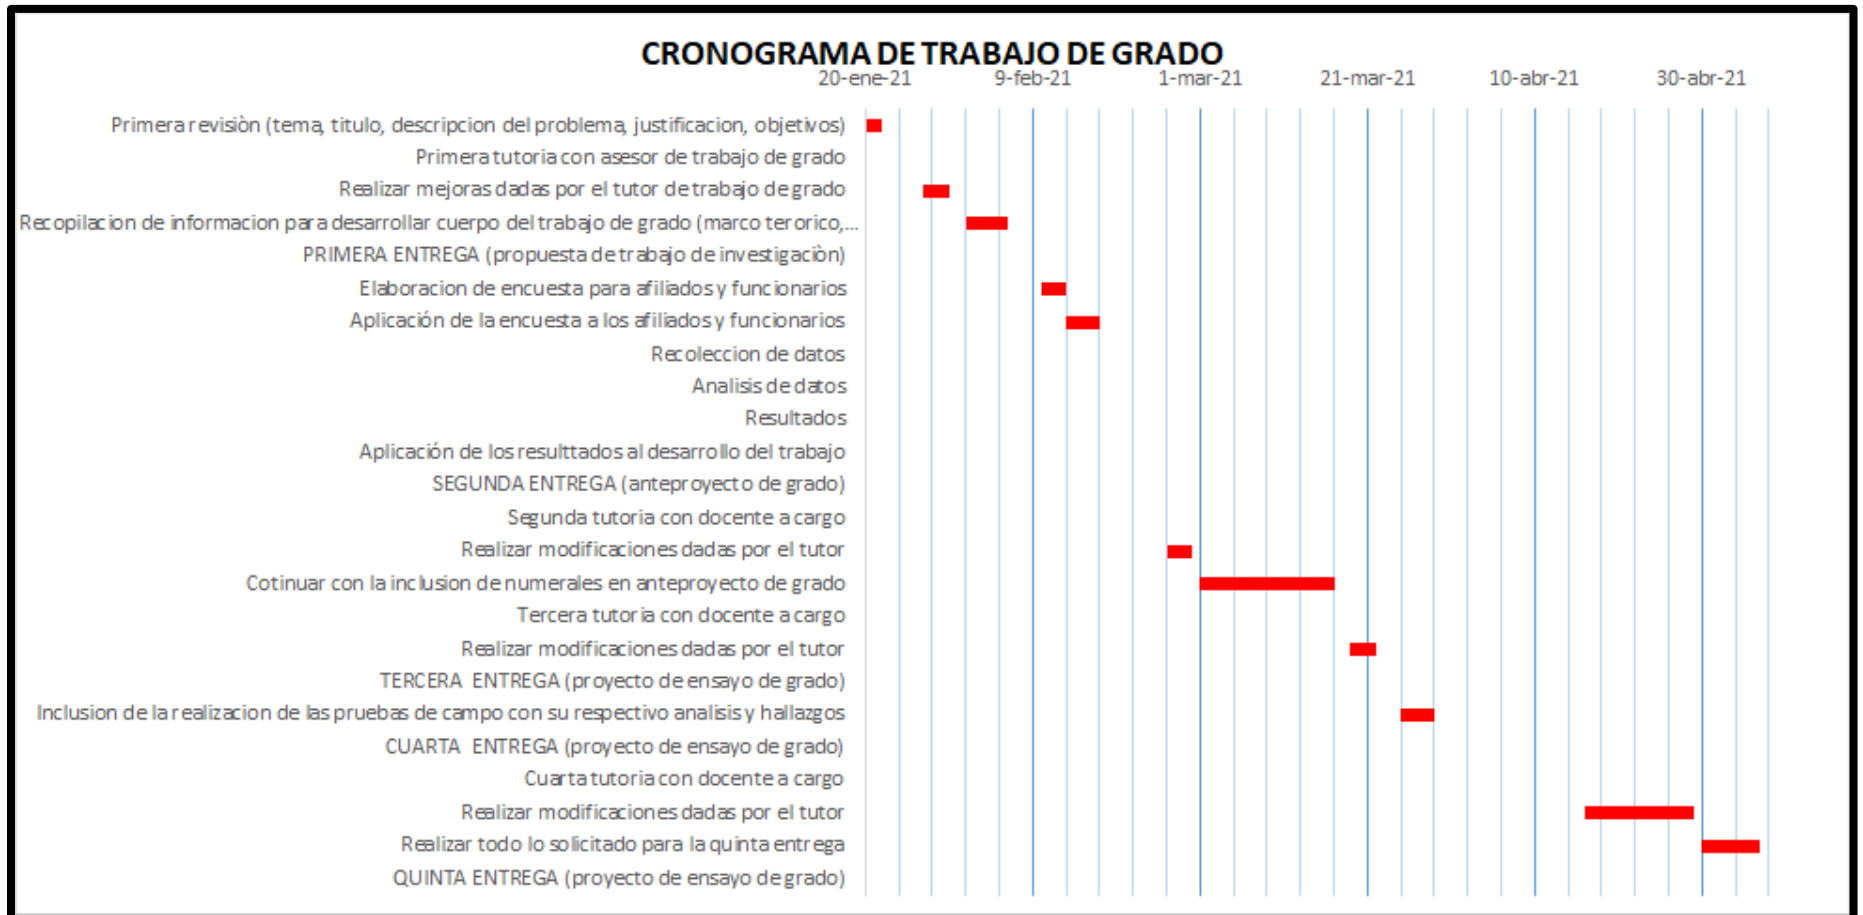 CRONOGRAMA DE TRABAJO DE GRADO
20-ene-21 9-feb-21 1-mar-21 21-mar-21 10-abr-21 30-abr-21
Primera revisiòn (tema, titulo, descripcion del problema, justificacion, objetivos)
Primera tutoria con asesor de trabajo de grado
Realizar mejoras dadas por el tutor de trabajo de grado
Recopilacion de informacion para desarrollar cuerpo del trabajo de grado (marco terorico,...
PRIMERA ENTREGA (propuesta de trabajo de investigaciòn)
Elaboracion de encuesta para afiliados y funcionarios
Aplicación de la encuesta a los afiliados y funcionarios
Recoleccion de datos
Analisis de datos
Resultados
Aplicación de los resulttados al desarrollo del trabajo
SEGUNDA ENTREGA (anteproyecto de grado)
Segunda tutoria con docente a cargo
Realizar modificaciones dadas por el tutor
Cotinuar con la inclusion de numerales en anteproyecto de grado
Tercera tutoria con docente a cargo
Realizar modificaciones dadas por el tutor
TERCERA ENTREGA (proyecto de ensayo de grado)
Inclusion de la realizacion de las pruebas de campo con su respectivo analisis y hallazgos
CUARTA ENTREGA (proyecto de ensayo de grado)
Cuarta tutoria con docente a cargo
Realizar modificaciones dadas por el tutor
Realizar todo lo solicitado para la quinta entrega
QUINTA ENTREGA (proyecto de ensayo de grado)